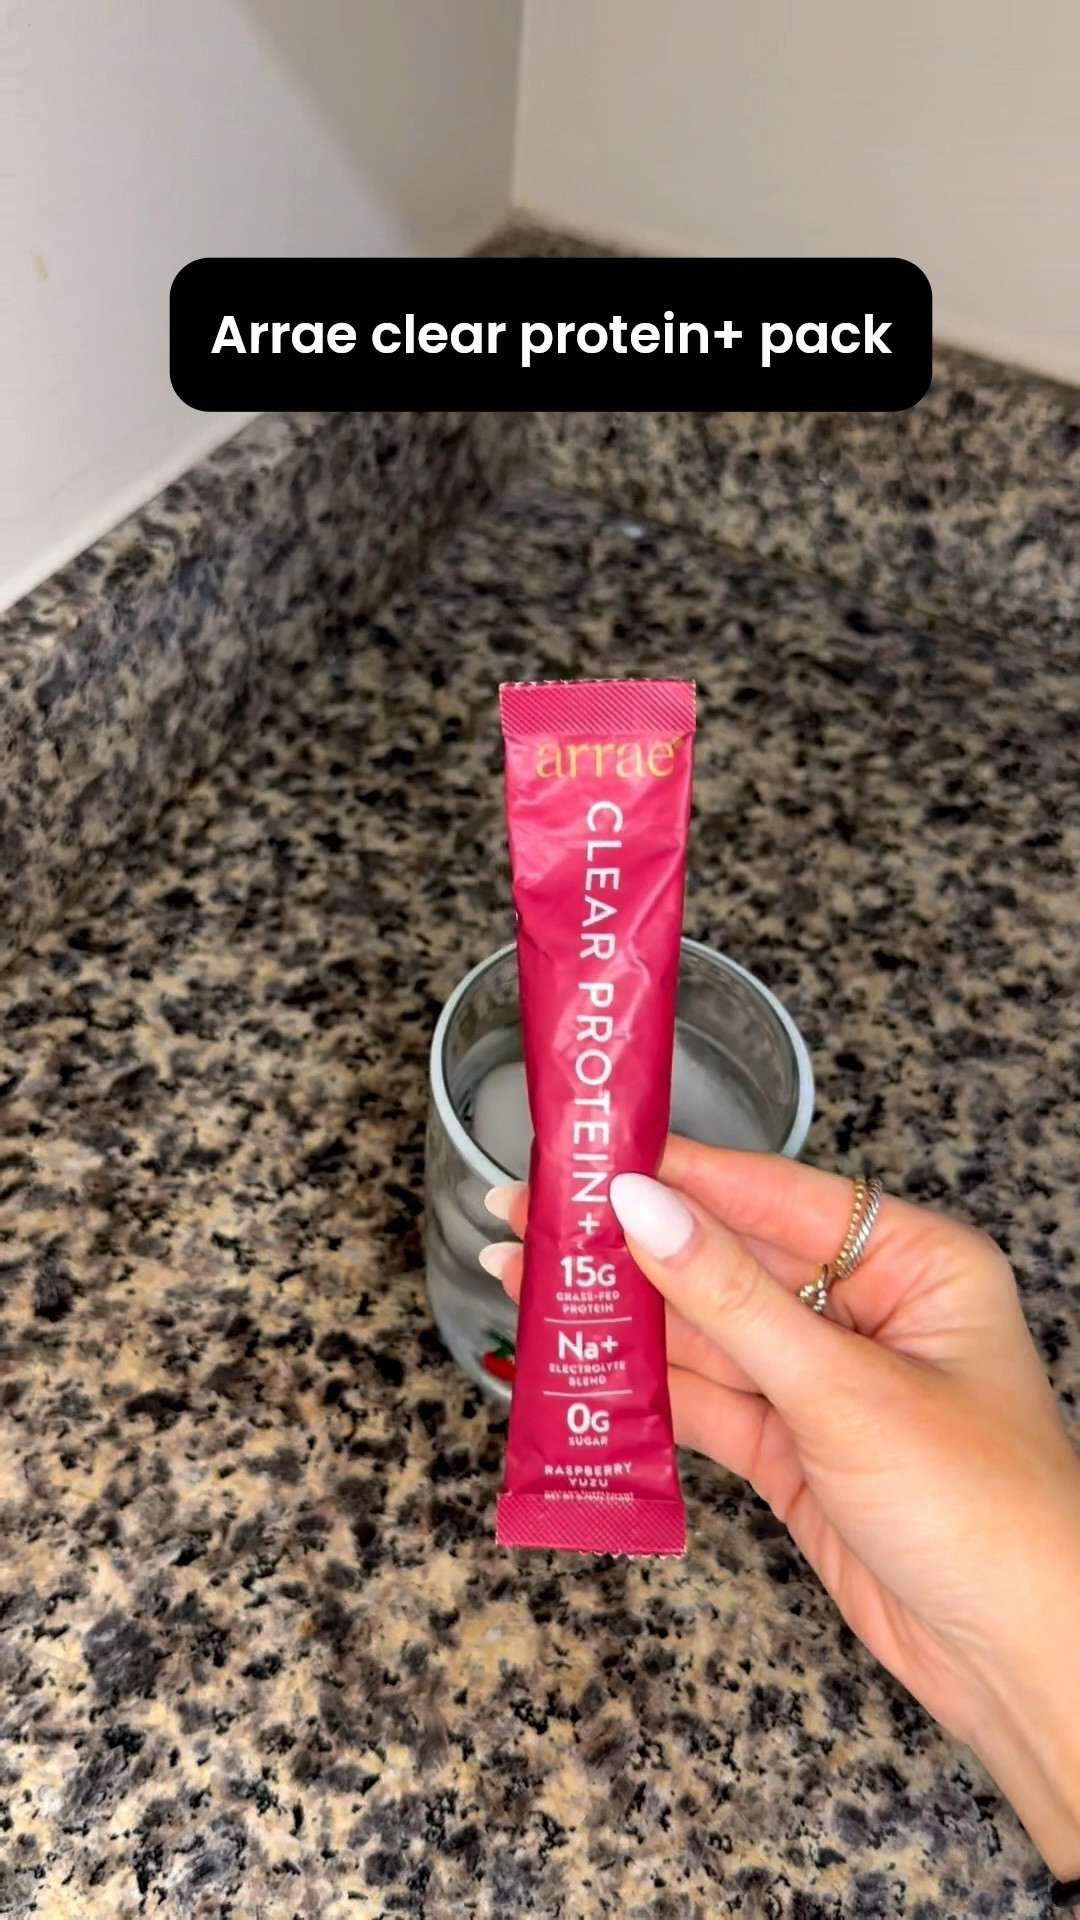 Arrae clear protein+ pack
arrae
CLEAR PROTEIN+
15G
GRASS-FED
PROTEIN
Na+
ELECTROLYTE
BLEND
0G
SUGAR
RASPBERRY
YUZU